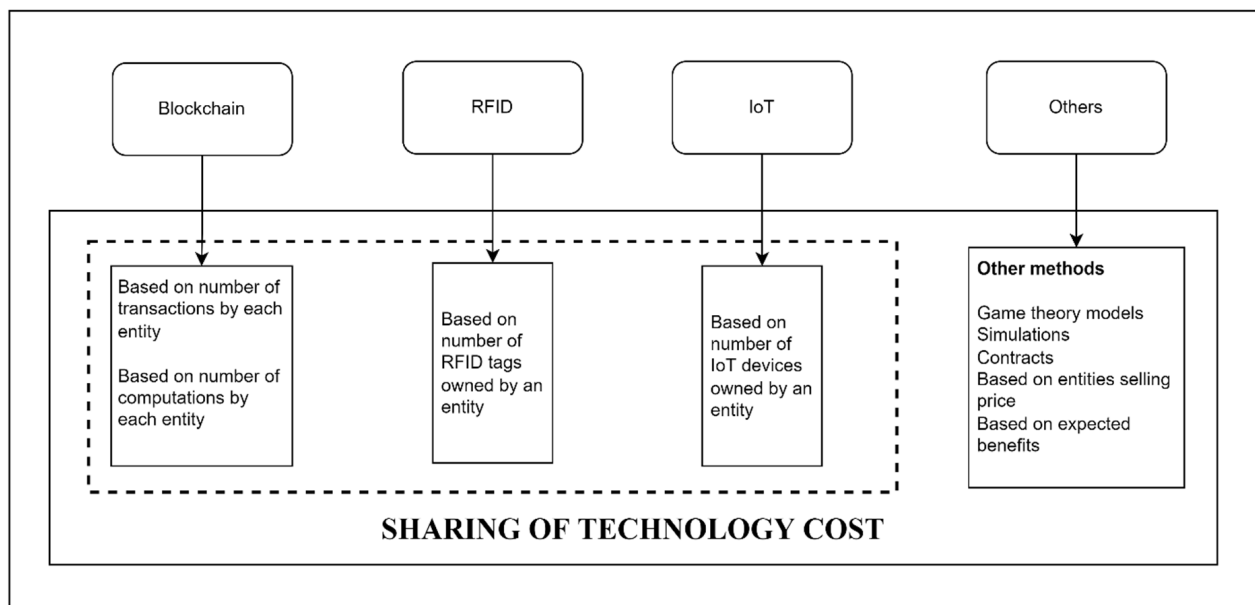 Blockchain
RFID
IoT
Others
Based on number of
transactions by each
entity
Based on number of
computations by
each entity
Based on
number of
RFID tags
owned by an
entity
Based on
number of
IoT devices
owned by an
entity
Other methods
Game theory models
Simulations
Contracts
Based on entities selling
price
Based on expected
benefits
SHARING OF TECHNOLOGY COST